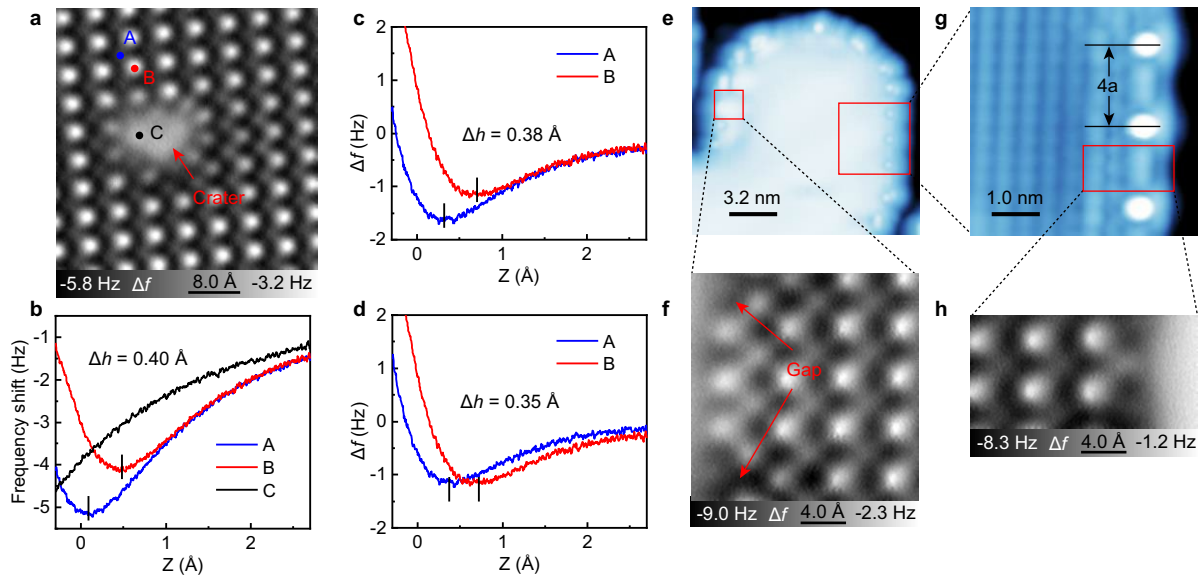 a
A
B
C
Crater
-5.8 Hz Δf 8.0 Å -3.2 Hz
b
Δh = 0.40 Å
A
B
C
-1
-2
-3
-4
-5
0 1 2
Z (Å)
Frequency shift (Hz)
c
A
B
Δh = 0.38 Å
2
1
0
-1
-2
0 1 2
Z (Å)
Δf (Hz)
d
A
B
Δh = 0.35 Å
2
1
0
-1
-2
0 1 2
Z (Å)
Δf (Hz)
e
3.2 nm
f
Gap
-9.0 Hz Δf 4.0 Å -2.3 Hz
g
4a
1.0 nm
h
-8.3 Hz Δf 4.0 Å -1.2 Hz